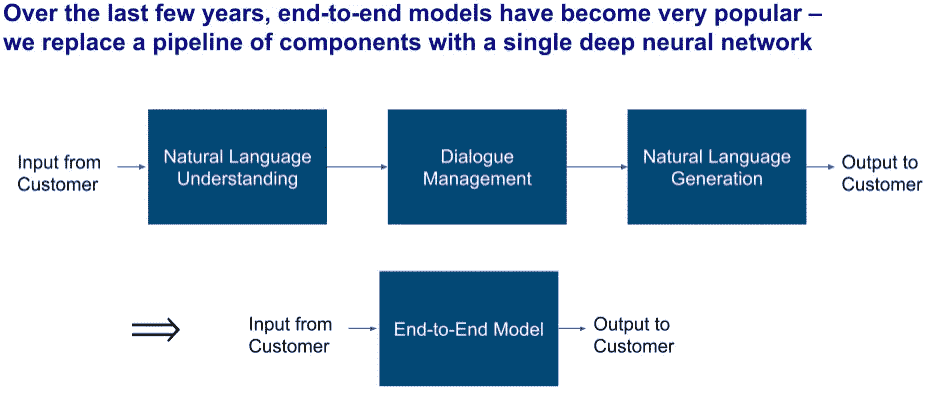 Over the last few years, end-to-end models have become very popular –
we replace a pipeline of components with a single deep neural network
Input from
Customer
Natural Language
Understanding
Dialogue
Management
Natural Language
Generation
Output to
Customer
⟹
Input from
Customer
End-to-End Model
Output to
Customer